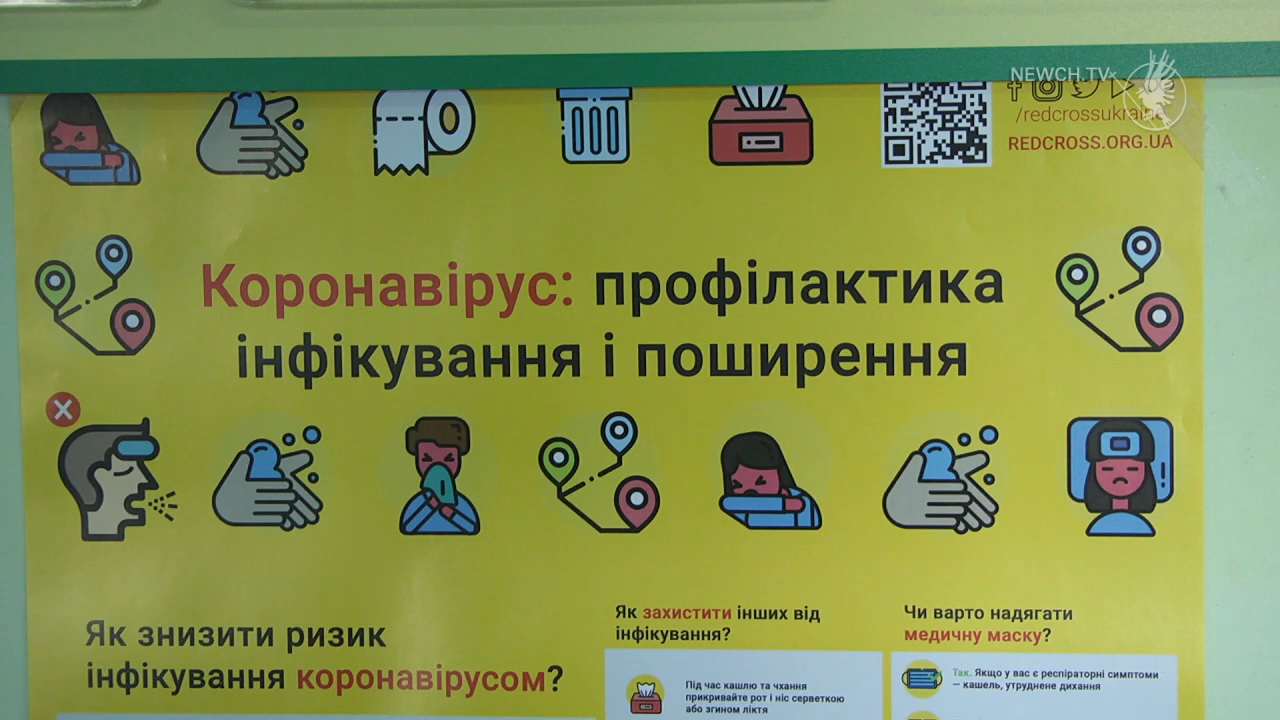 NEWCH.TV
/redcrossukraine
REDCROSS.ORG.UA
Коронавірус: профілактика
інфікування і поширення
Як знизити ризик
інфікування коронавірусом?
Як захистити інших від
інфікування?
Під час кашлю та чхання
прикривайте рот і ніс серветкою
або згином ліктя
Чи варто надягати
медичну маску?
Так. Якщо у вас є респіраторні симптоми
— кашель, утруднене дихання